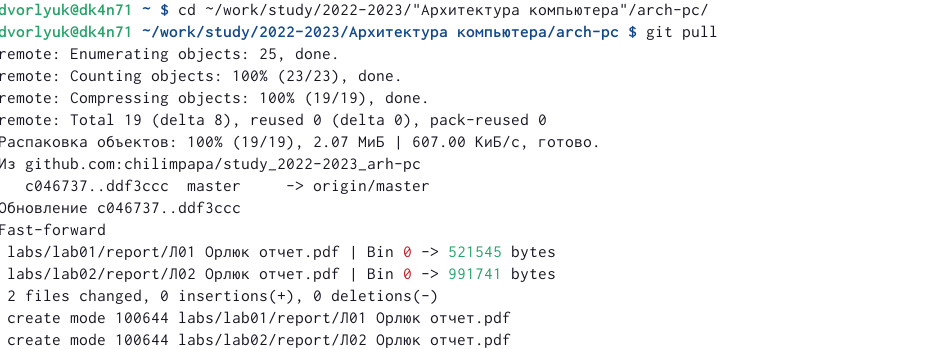 dvorlyuk@dk4n71 ~ $ cd ~/work/study/2022-2023/"Архитектура компьютера"/arch-pc/
dvorlyuk@dk4n71 ~/work/study/2022-2023/Архитектура компьютера/arch-pc $ git pull
remote: Enumerating objects: 25, done.
remote: Counting objects: 100% (23/23), done.
remote: Compressing objects: 100% (19/19), done.
remote: Total 19 (delta 8), reused 0 (delta 0), pack-reused 0
Распаковка объектов: 100% (19/19), 2.07 МиБ | 607.00 КиБ/с, готово.
Из github.com:chilimpapa/study_2022-2023_arh-pc
   c046737..ddf3ccc  master     -> origin/master
Обновление c046737..ddf3ccc
Fast-forward
 labs/lab01/report/Л01 Орлюк отчет.pdf | Bin 0 -> 521545 bytes
 labs/lab02/report/Л02 Орлюк отчет.pdf | Bin 0 -> 991741 bytes
 2 files changed, 0 insertions(+), 0 deletions(-)
 create mode 100644 labs/lab01/report/Л01 Орлюк отчет.pdf
 create mode 100644 labs/lab02/report/Л02 Орлюк отчет.pdf